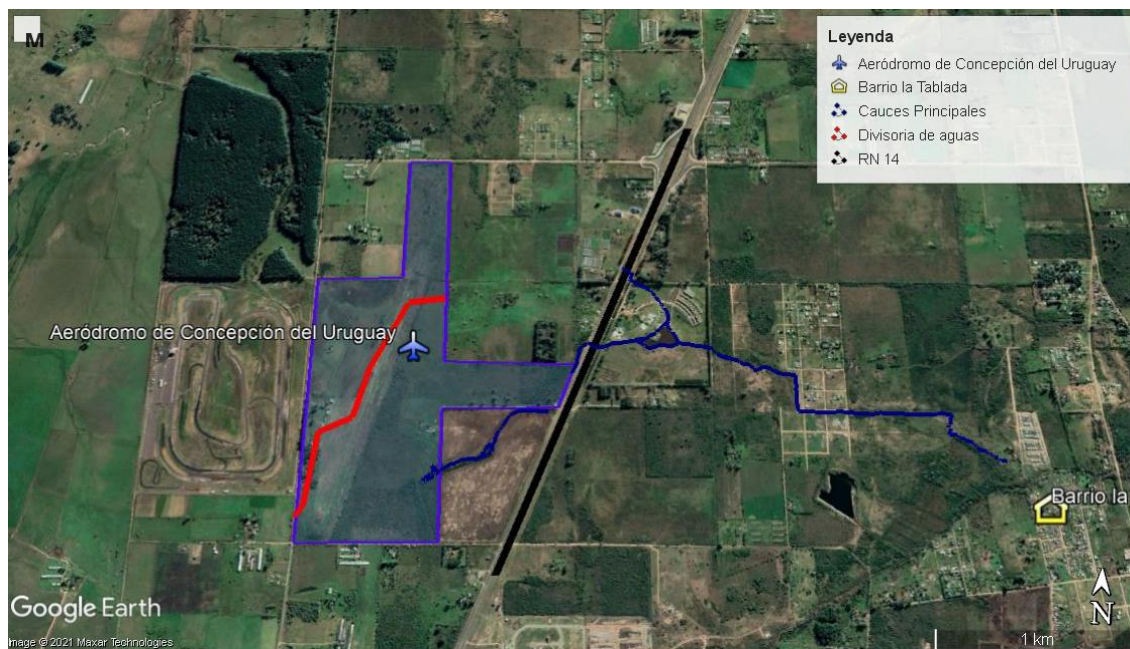 M
Leyenda
Aeródromo de Concepción del Uruguay
Barrio la Tablada
Cauces Principales
Divisoria de aguas
RN 14
Aeródromo de Concepción del Uruguay
Barrio la
Google Earth
N
1 km
Image © 2021 Maxar Technologies